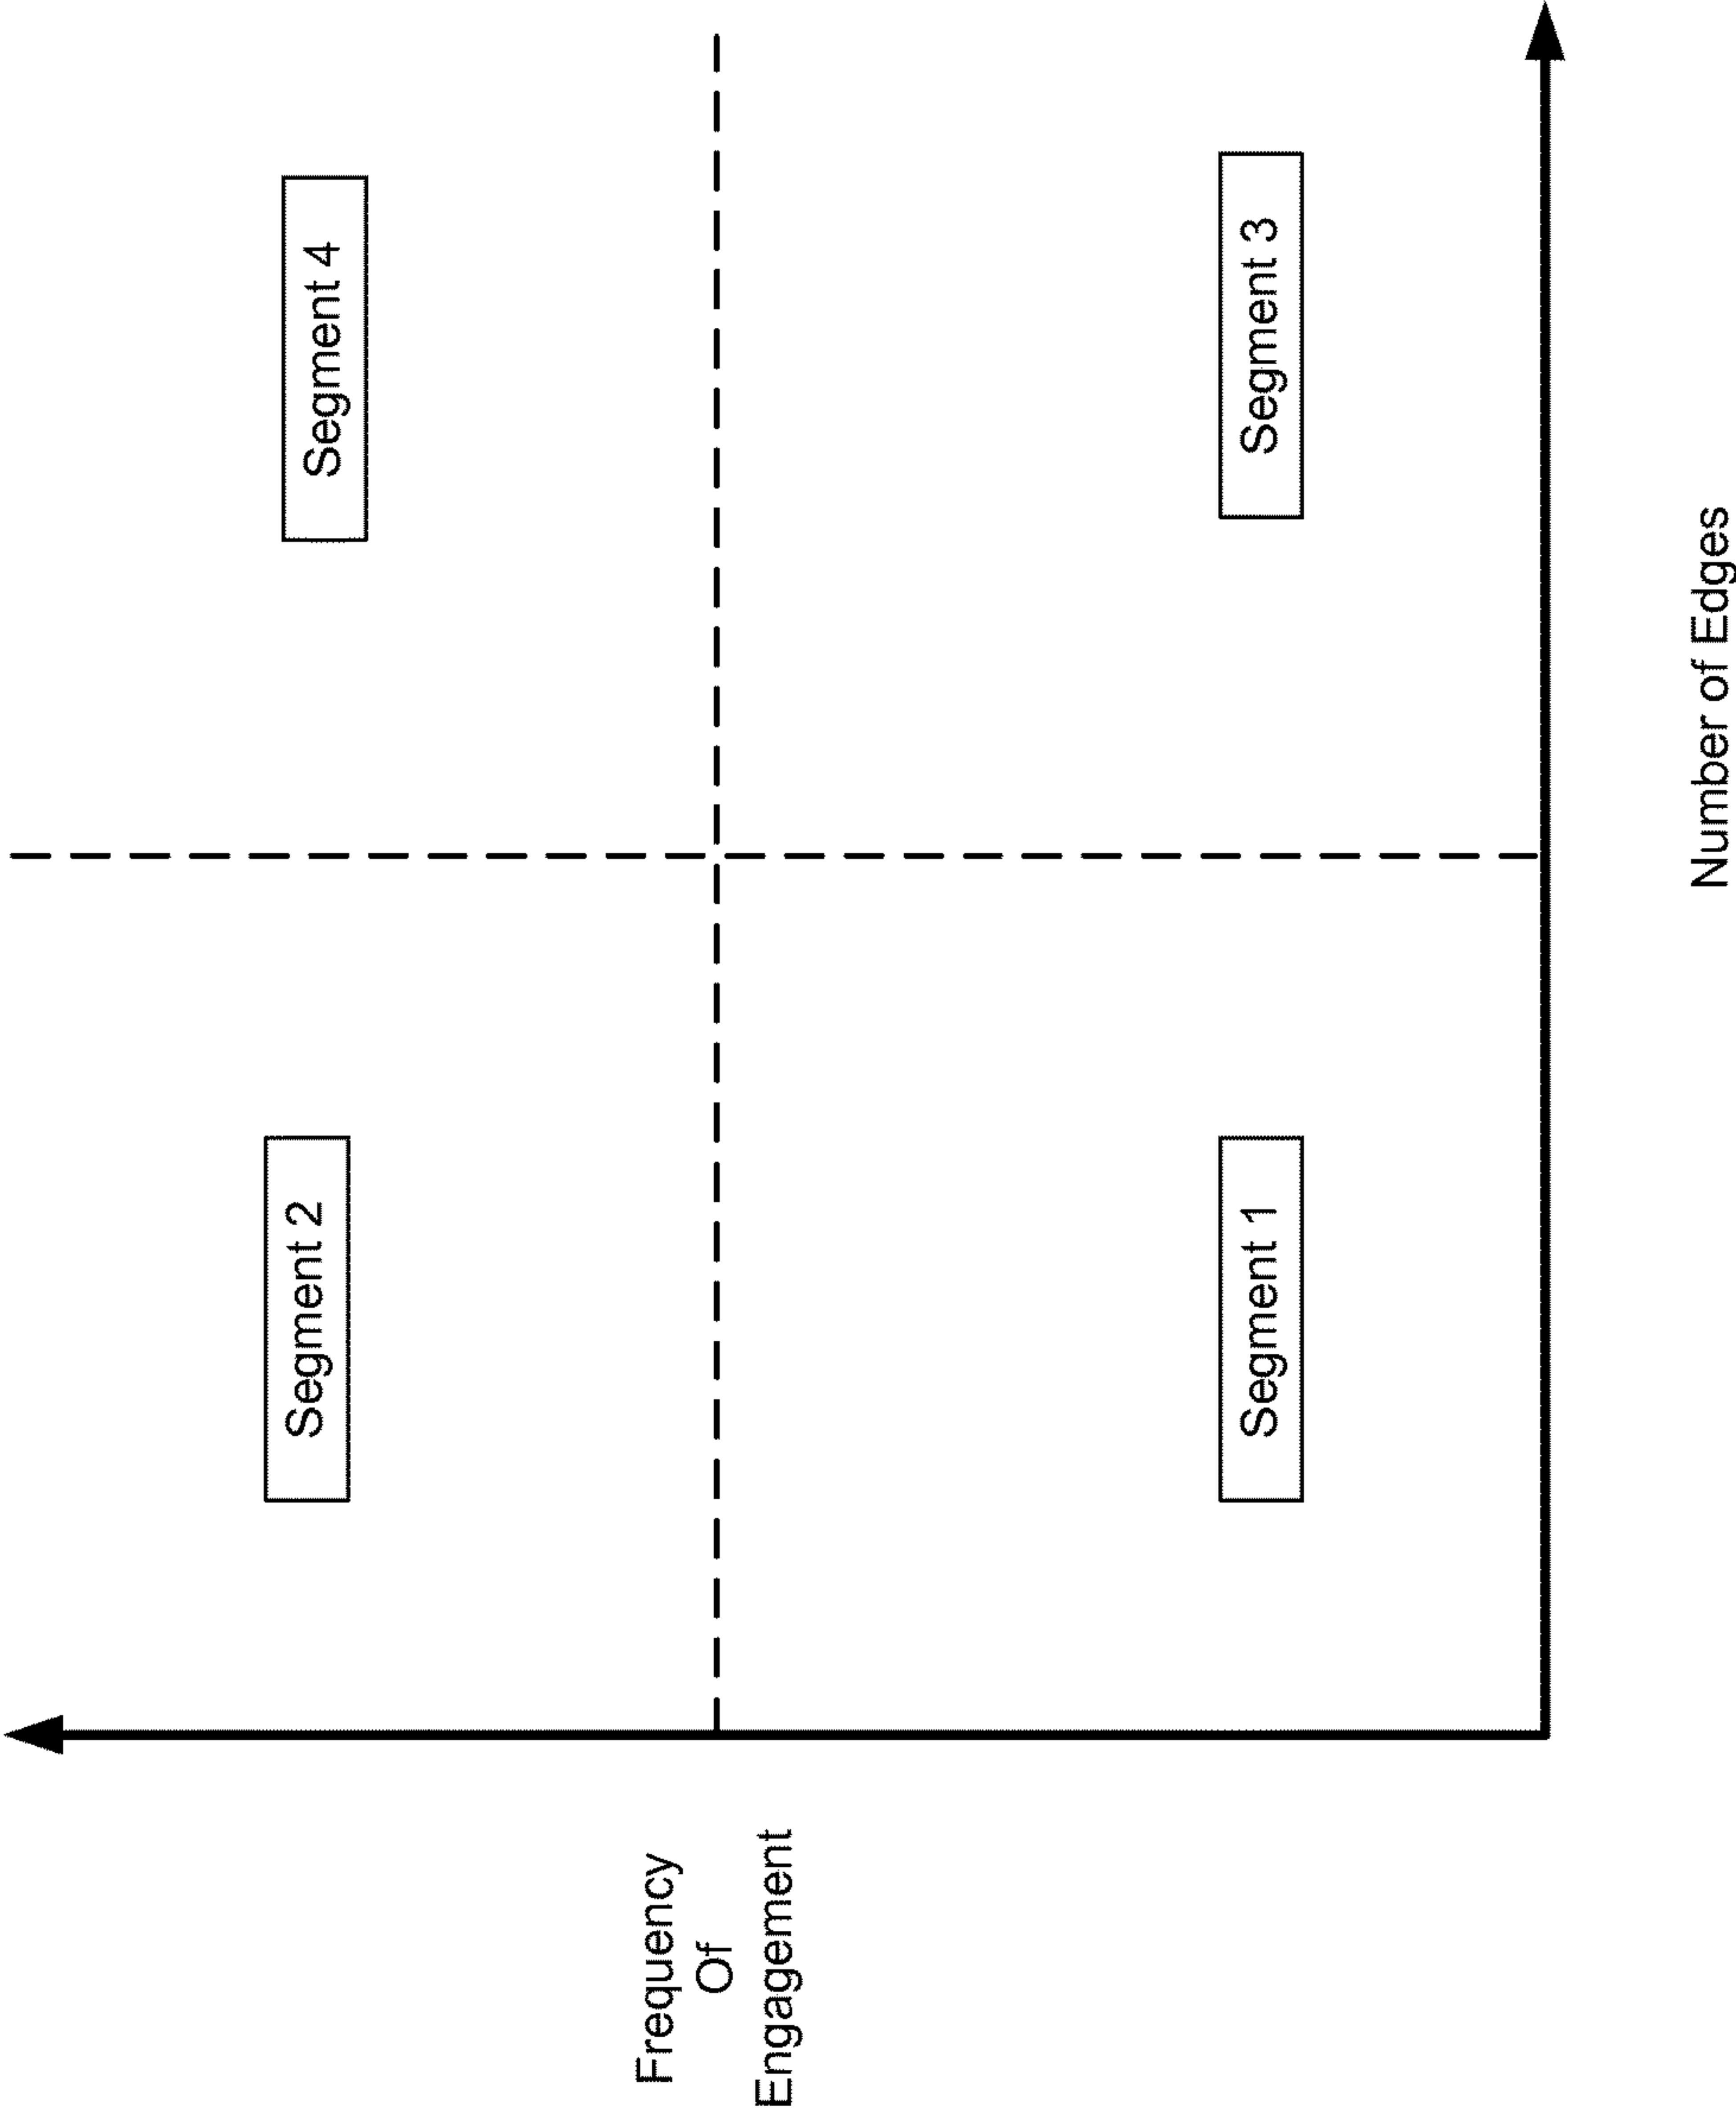 Segment 2
Segment 4
Frequency
Of
Engagement
Segment 1
Segment 3
Number of Edges